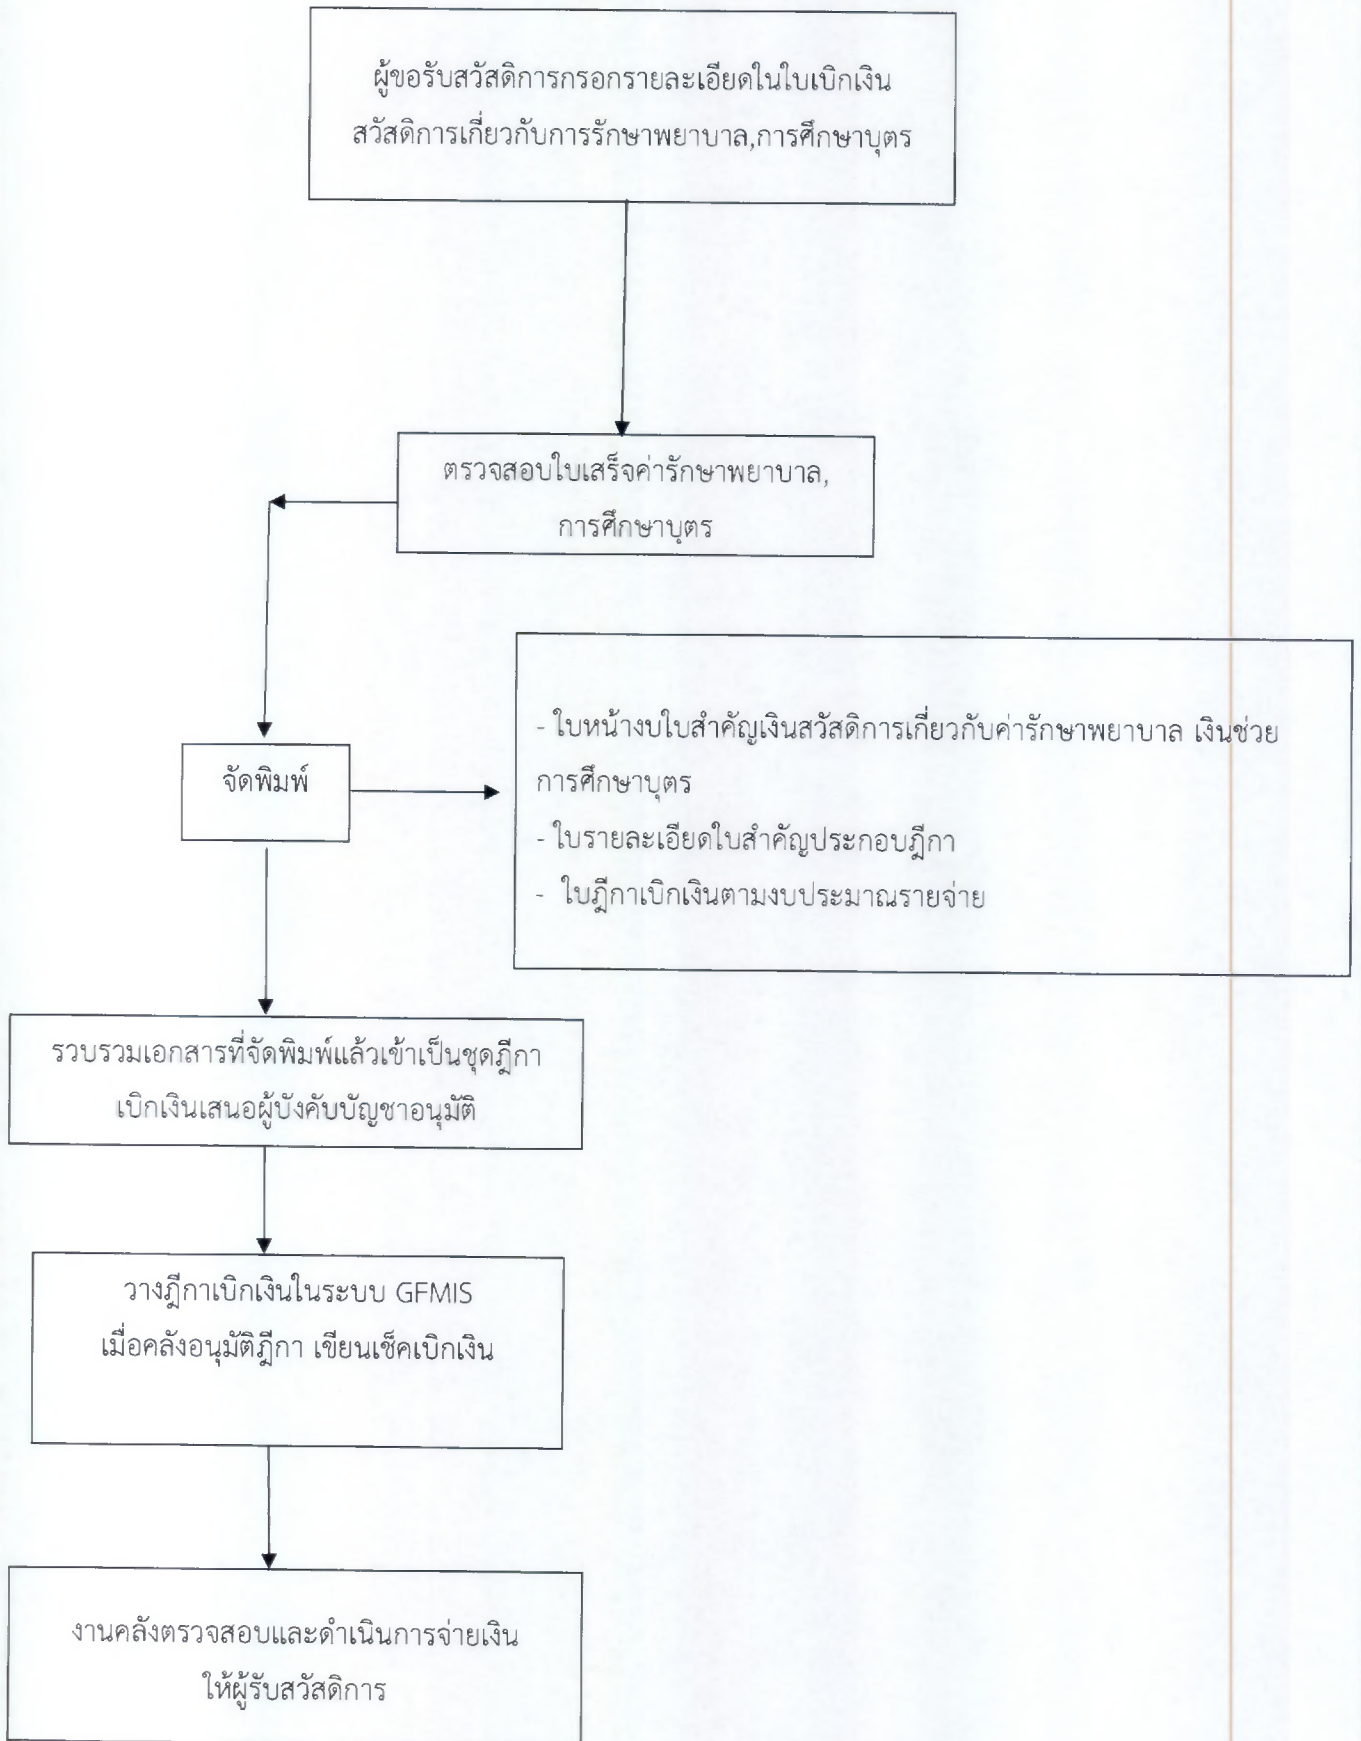 ผู้ขอรับสวัสดิการกรอกรายละเอียดในใบเบิกเงิน
สวัสดิการเกี่ยวกับการรักษาพยาบาล,การศึกษาบุตร
ตรวจสอบใบเสร็จค่ารักษาพยาบาล,
การศึกษาบุตร
จัดพิมพ์
- ใบหน้างบใบสำคัญเงินสวัสดิการเกี่ยวกับค่ารักษาพยาบาล เงินช่วย
การศึกษาบุตร
- ใบรายละเอียดใบสำคัญประกอบฎีกา
- ใบฎีกาเบิกเงินตามงบประมาณรายจ่าย
รวบรวมเอกสารที่จัดพิมพ์แล้วเข้าเป็นชุดฎีกา
เบิกเงินเสนอผู้บังคับบัญชาอนุมัติ
วางฎีกาเบิกเงินในระบบ GFMIS
เมื่อคลังอนุมัติฎีกา เขียนเช็คเบิกเงิน
งานคลังตรวจสอบและดำเนินการจ่ายเงิน
ให้ผู้รับสวัสดิการ